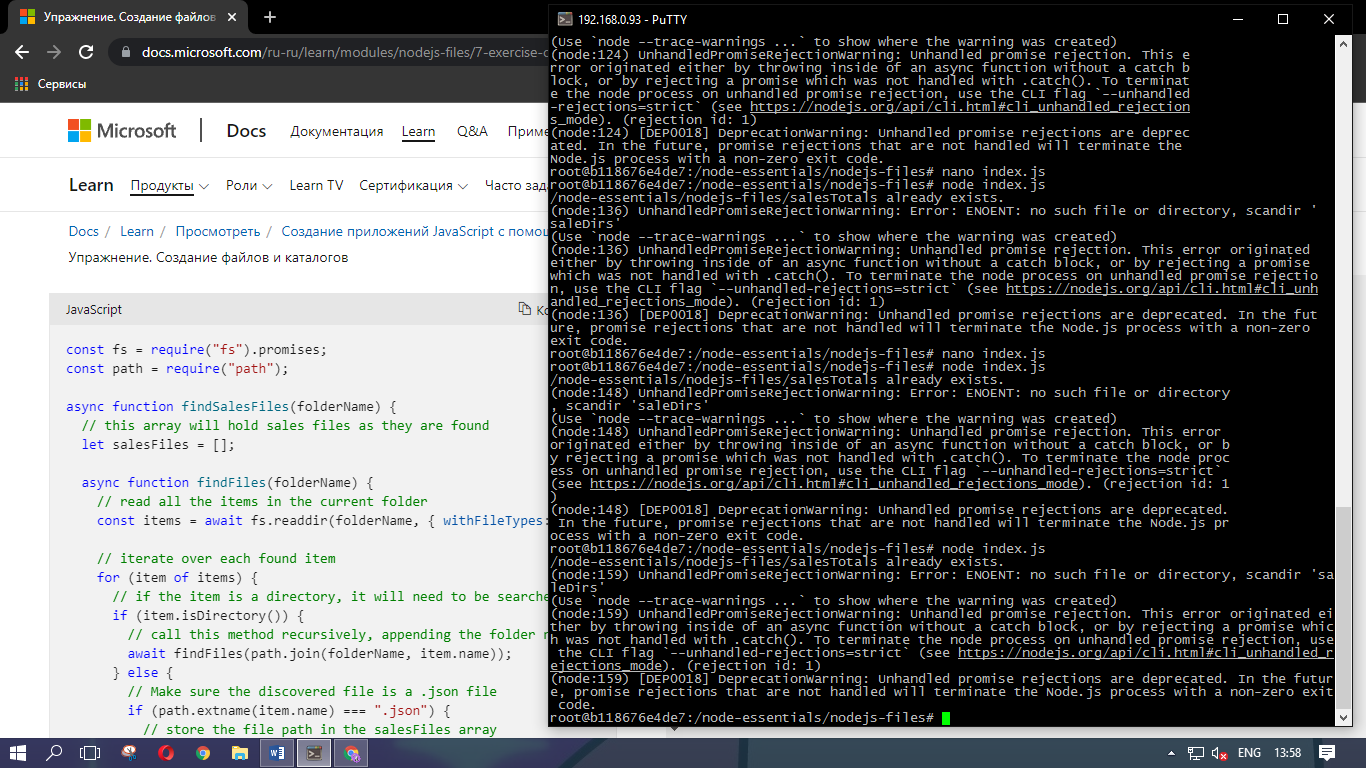 Упражнение. Создание файлов
192.168.0.93 - PuTTY
docs.microsoft.com/ru-ru/learn/modules/nodejs-files/7-exercise-c
Сервисы
Microsoft
Docs
Документация
Learn
Q&A
Learn
Продукты
Роли
Learn TV
Сертификация
Docs / Learn / Просмотреть / Создание приложений JavaScript с
Упражнение. Создание файлов и каталогов
JavaScript
const fs = require("fs").promises;
const path = require("path");
async function findSalesFiles(folderName) {
// this array will hold sales files as they are found
let salesFiles = [];
async function findFiles(folderName) {
// read all the items in the current folder
const items = await fs.readdir(folderName, { withFileTypes:
// iterate over each found item
for (item of items) {
// if the item is a directory, it will need to be searche
if (item.isDirectory()) {
// call this method recursively, appending the folder
await findFiles(path.join(folderName, item.name));
} else {
// Make sure the discovered file is a .json file
if (path.extname(item.name) === ".json") {
// store the file path in the salesFiles array
(Use `node --trace-warnings ...` to show where the warning was created)
(node:124) UnhandledPromiseRejectionWarning: Unhandled promise rejection. This e
rror originated either by throwing inside of an async function without a catch b
lock, or by rejecting a promise which was not handled with .catch(). To terminat
e the node process on unhandled promise rejection, use the CLI flag `--unhandled
-rejections=strict` (see https://nodejs.org/api/cli.html#cli_unhandled_rejection
s_mode). (rejection id: 1)
(node:124) [DEP0018] DeprecationWarning: Unhandled promise rejections are deprec
ated. In the future, promise rejections that are not handled will terminate the
Node.js process with a non-zero exit code.
root@b118676e4de7:/node-essentials/nodejs-files# nano index.js
root@b118676e4de7:/node-essentials/nodejs-files# node index.js
/node-essentials/nodejs-files/salesTotals already exists.
(node:136) UnhandledPromiseRejectionWarning: Error: ENOENT: no such file or directory, scandir '
saleDirs'
(Use `node --trace-warnings ...` to show where the warning was created)
(node:136) UnhandledPromiseRejectionWarning: Unhandled promise rejection. This error originated
either by throwing inside of an async function without a catch block, or by rejecting a promise
which was not handled with .catch(). To terminate the node process on unhandled promise rejectio
n, use the CLI flag `--unhandled-rejections=strict` (see https://nodejs.org/api/cli.html#cli_unh
andled_rejections_mode). (rejection id: 1)
(node:136) [DEP0018] DeprecationWarning: Unhandled promise rejections are deprecated. In the fut
ure, promise rejections that are not handled will terminate the Node.js process with a non-zero
exit code.
root@b118676e4de7:/node-essentials/nodejs-files# nano index.js
root@b118676e4de7:/node-essentials/nodejs-files# node index.js
/node-essentials/nodejs-files/salesTotals already exists.
(node:148) UnhandledPromiseRejectionWarning: Error: ENOENT: no such file or directory
, scandir 'saleDirs'
(Use `node --trace-warnings ...` to show where the warning was created)
(node:148) UnhandledPromiseRejectionWarning: Unhandled promise rejection. This error
originated either by throwing inside of an async function without a catch block, or b
y rejecting a promise which was not handled with .catch(). To terminate the node proc
ess on unhandled promise rejection, use the CLI flag `--unhandled-rejections=strict`
(see https://nodejs.org/api/cli.html#cli_unhandled_rejections_mode). (rejection id: 1
)
(node:148) [DEP0018] DeprecationWarning: Unhandled promise rejections are deprecated.
In the future, promise rejections that are not handled will terminate the Node.js pr
ocess with a non-zero exit code.
root@b118676e4de7:/node-essentials/nodejs-files# node index.js
/node-essentials/nodejs-files/salesTotals already exists.
(node:159) UnhandledPromiseRejectionWarning: Error: ENOENT: no such file or directory, scandir 'sa
leDirs'
(Use `node --trace-warnings ...` to show where the warning was created)
(node:159) UnhandledPromiseRejectionWarning: Unhandled promise rejection. This error originated ei
ther by throwing inside of an async function without a catch block, or by rejecting a promise whic
h was not handled with .catch(). To terminate the node process on unhandled promise rejection, use
the CLI flag `--unhandled-rejections=strict` (see https://nodejs.org/api/cli.html#cli_unhandled_r
ejections_mode). (rejection id: 1)
(node:159) [DEP0018] DeprecationWarning: Unhandled promise rejections are deprecated. In the futur
e, promise rejections that are not handled will terminate the Node.js process with a non-zero exit
code.
root@b118676e4de7:/node-essentials/nodejs-files#
ENG
13:58